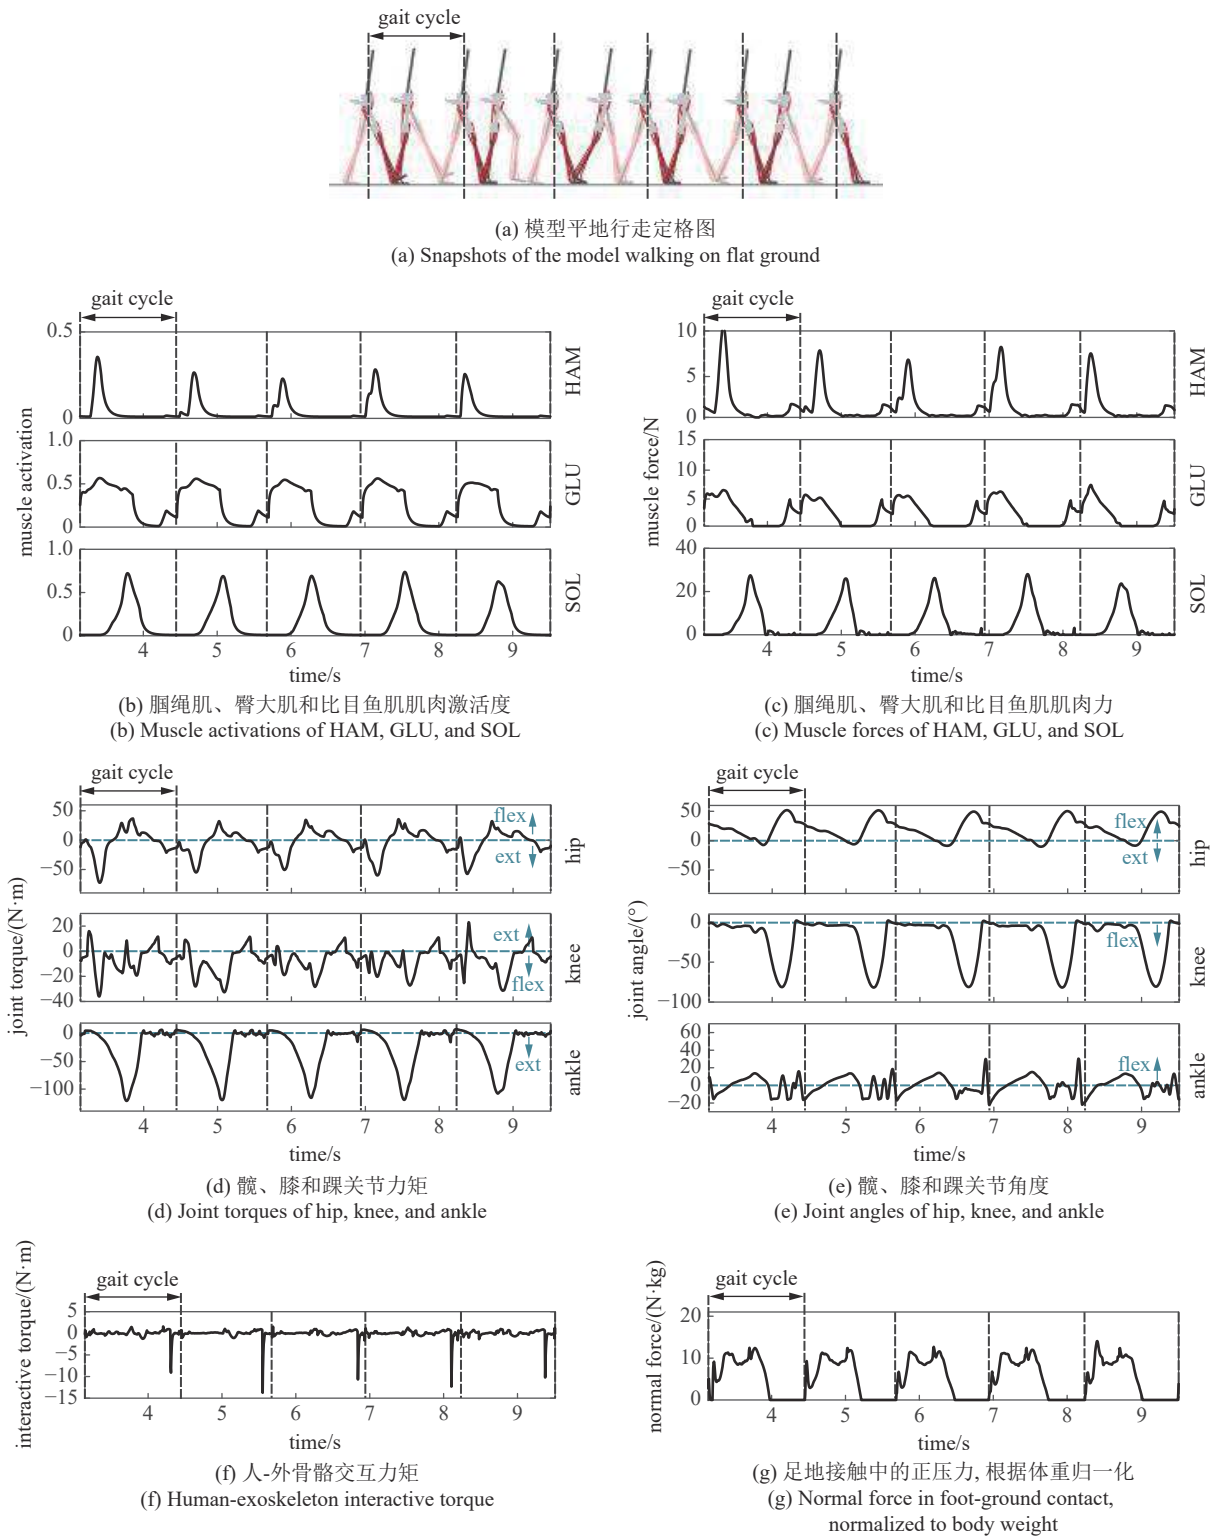 gait cycle
(a) 模型平地行走定格图
(a) Snapshots of the model walking on flat ground
gait cycle
muscle activation
0.5
0
HAM
1.0
0.5
0
GLU
1.0
0.5
0
SOL
4 5 6 7 8 9
time/s
(b) 腘绳肌、臀大肌和比目鱼肌肌肉激活度
(b) Muscle activations of HAM, GLU, and SOL
gait cycle
muscle force/N
10
5
0
HAM
15
10
5
0
GLU
40
20
0
SOL
4 5 6 7 8 9
time/s
(c) 腘绳肌、臀大肌和比目鱼肌肌肉力
(c) Muscle forces of HAM, GLU, and SOL
gait cycle
joint torque/(N·m)
50
0
−50
flex
ext
hip
20
0
−20
−40
ext
flex
knee
0
−50
−100
ext
ankle
4 5 6 7 8 9
time/s
(d) 髋、膝和踝关节力矩
(d) Joint torques of hip, knee, and ankle
gait cycle
joint angle/(°)
50
0
−50
flex
ext
hip
0
−50
−100
flex
knee
60
40
20
0
−20
flex
ankle
4 5 6 7 8 9
time/s
(e) 髋、膝和踝关节角度
(e) Joint angles of hip, knee, and ankle
gait cycle
interactive torque/(N·m)
5
0
−5
−10
−15
4 5 6 7 8 9
time/s
(f) 人-外骨骼交互力矩
(f) Human-exoskeleton interactive torque
gait cycle
normal force/(N·kg)
20
10
0
4 5 6 7 8 9
time/s
(g) 足地接触中的正压力, 根据体重归一化
(g) Normal force in foot-ground contact,
normalized to body weight